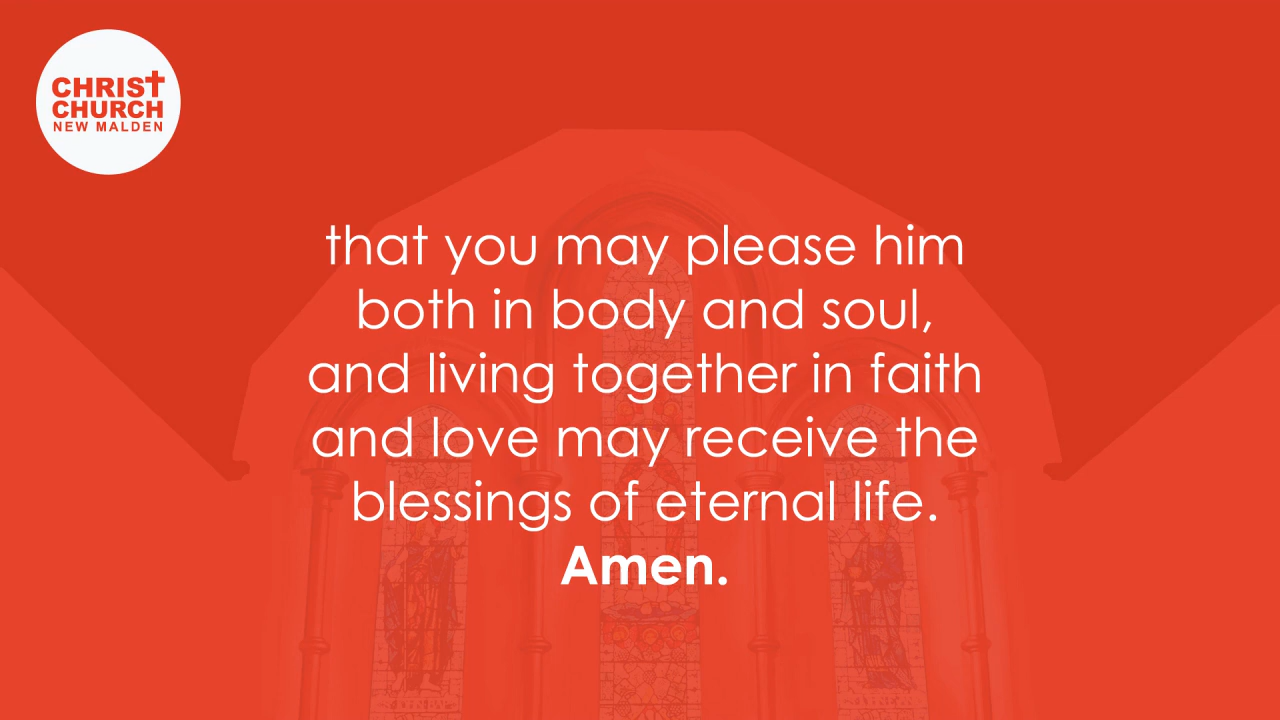 CHRIST
CHURCH
NEW MALDEN
that you may please him
both in body and soul,
and living together in faith
and love may receive the
blessings of eternal life.
Amen.